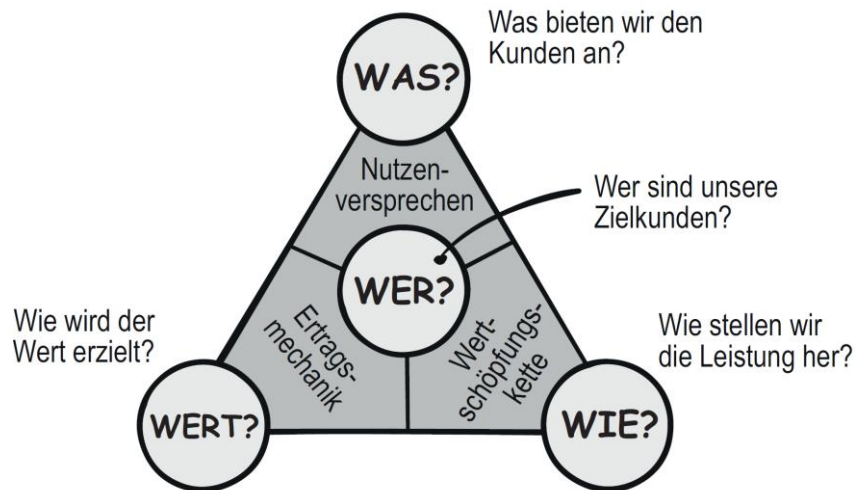 Was bieten wir den
Kunden an?
WAS?
Nutzen-
versprechen
Wer sind unsere
Zielkunden?
WER?
Wie wird der
Wert erzielt?
Ertrags-
mechanik
Wert-
schöpfungs-
kette
Wie stellen wir
die Leistung her?
WERT?
WIE?